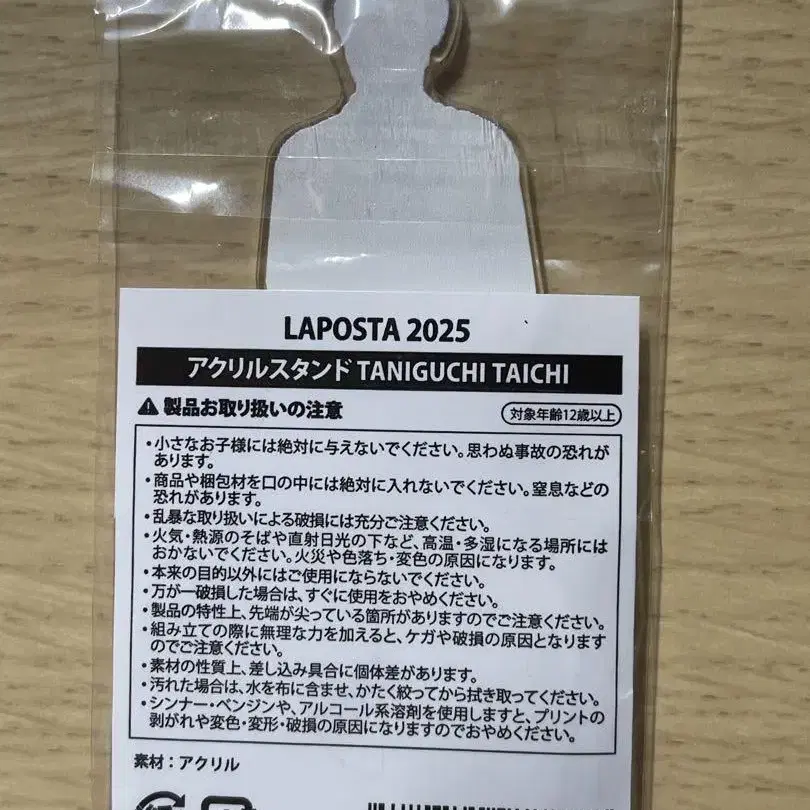 LAPOSTA 2025
アクリルスタンド TANIGUCHI TAICHI
製品お取り扱いの注意
対象年齢12歳以上
・小さなお子様には絶対に与えないでください。思わぬ事故の恐れが
あります。
・商品や梱包材を口の中には絶対に入れないでください。窒息などの
恐れがあります。
・乱暴な取り扱いによる破損には充分ご注意ください。
・火気・熱源のそばや直射日光の下など、高温・多湿になる場所には
おかないでください。火災や色落ち・変色の原因になります。
・本来の目的以外にはご使用にならないでください。
・万が一破損した場合は、すぐに使用をおやめください。
・製品の特性上、先端が尖っている箇所がありますのでご注意ください。
・組み立ての際に無理な力を加えると、ケガや破損の原因となります
のでご注意ください。
・素材の性質上、差し込み具合に個体差があります。
・汚れた場合は、水を布に含ませ、かたく絞ってから拭き取ってください。
・シンナー・ベンジンや、アルコール系溶剤を使用しますと、プリントの
剥がれや変色・変形・破損の原因になりますのでおやめください。
素材：アクリル